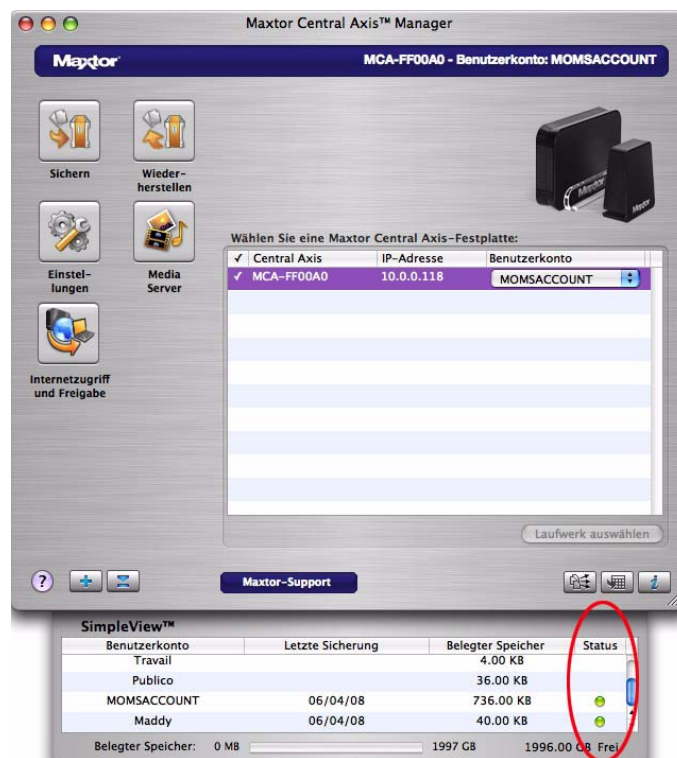 Maxtor Central Axis™ Manager
Maxtor
MCA-FF00A0 - Benutzerkonto: MOMSACCOUNT
Sichern
Wieder-
herstellen
Maxtor
Maxtor
Wählen Sie eine Maxtor Central Axis-Festplatte:
✓ Central Axis IP-Adresse Benutzerkonto
✓ MCA-FF00A0 10.0.0.118 MOMSACCOUNT
Einstel-
lungen
Media
Server
Internetzugriff
und Freigabe
Laufwerk auswählen
? Maxtor-Support i
SimpleView™
Benutzerkonto Letzte Sicherung Belegter Speicher Status
Travail 4.00 KB
Publico 36.00 KB
MOMSACCOUNT 06/04/08 736.00 KB
Maddy 06/04/08 40.00 KB
Belegter Speicher: 0 MB 1997 GB 1996.00 GB Frei